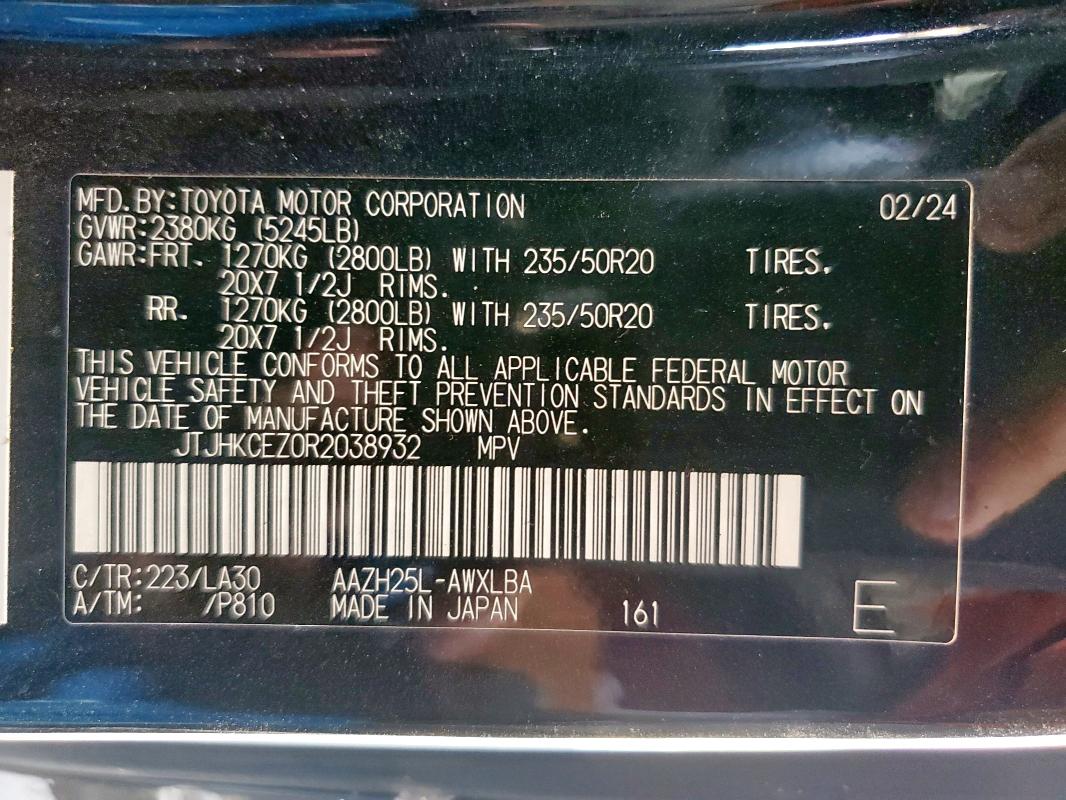 MFD. BY: TOYOTA MOTOR CORPORATION 02/24
GVWR: 2380KG (5245LB)
GAWR: FRT. 1270KG (2800LB) WITH 235/50R20 TIRES.
20X7 1/2J RIMS.
RR. 1270KG (2800LB) WITH 235/50R20 TIRES.
20X7 1/2J RIMS.
THIS VEHICLE CONFORMS TO ALL APPLICABLE FEDERAL MOTOR
VEHICLE SAFETY AND THEFT PREVENTION STANDARDS IN EFFECT ON
THE DATE OF MANUFACTURE SHOWN ABOVE.
JTJHKCEZ0R2038932 MPV
C/TR: 223/LA30 AAZH25L-AWXLBA
A/TM: /P810 MADE IN JAPAN 161 E